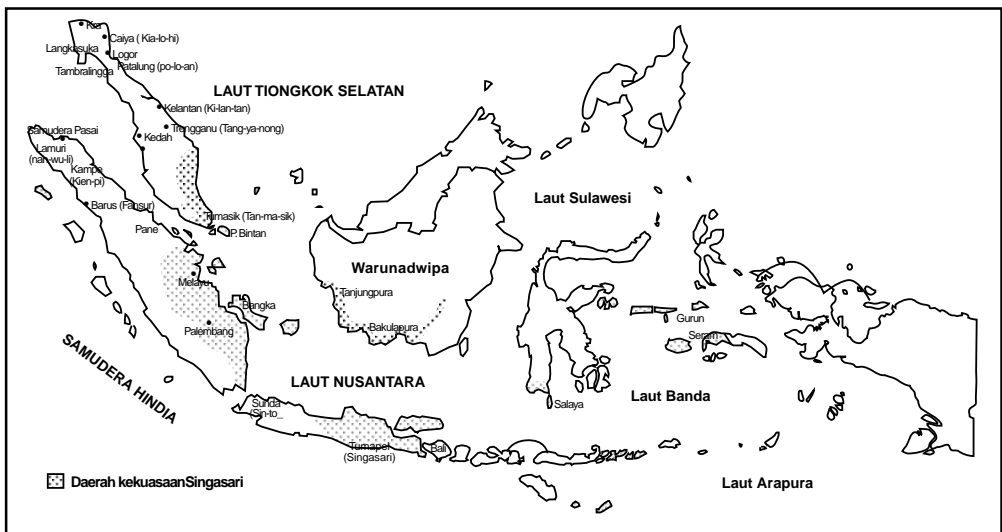 Kra
Caiya ( Kia-lo-hi)
Langkasuka
Logor
Patalung (po-lo-an)
Tambralingga
LAUT TIONGKOK SELATAN
Kelantan (Ki-lan-tan)
Trengganu (Tang-ya-nong)
Samudera Pasai
Kedah
Lamuri
(nan-wu-li)
Kampe
(Kien-pi)
Laut Sulawesi
Barus (Fansur)
Tumasik (Tan-ma-sik)
Pane
P.Bintan
Warunadwipa
Melayu
Tanjungpura
Bangka
Gurun
Palembang
Bakulapura
Seram
SAMUDERA HINDIA
LAUT NUSANTARA
Laut Banda
Sunda
(Sin-to_
Salaya
Tumapel
(Singasari)
Bali
Daerah kekuasaanSingasari
Laut Arapura